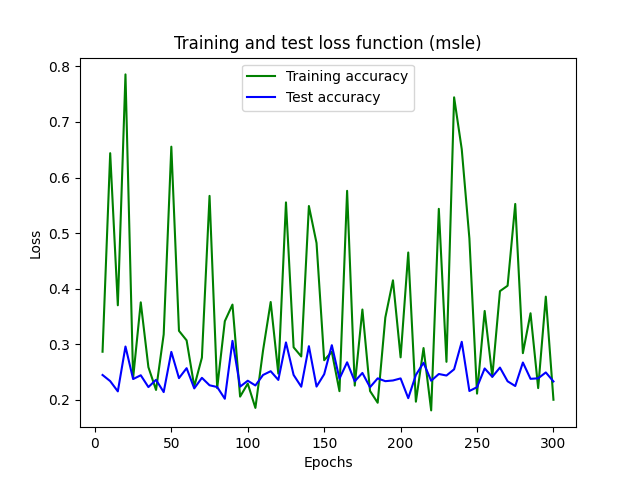 Training and test loss function (msle)
Training accuracy
Test accuracy
0.8
0.7
0.6
0.5
0.4
0.3
0.2
Loss
0
50
100
150
200
250
300
Epochs